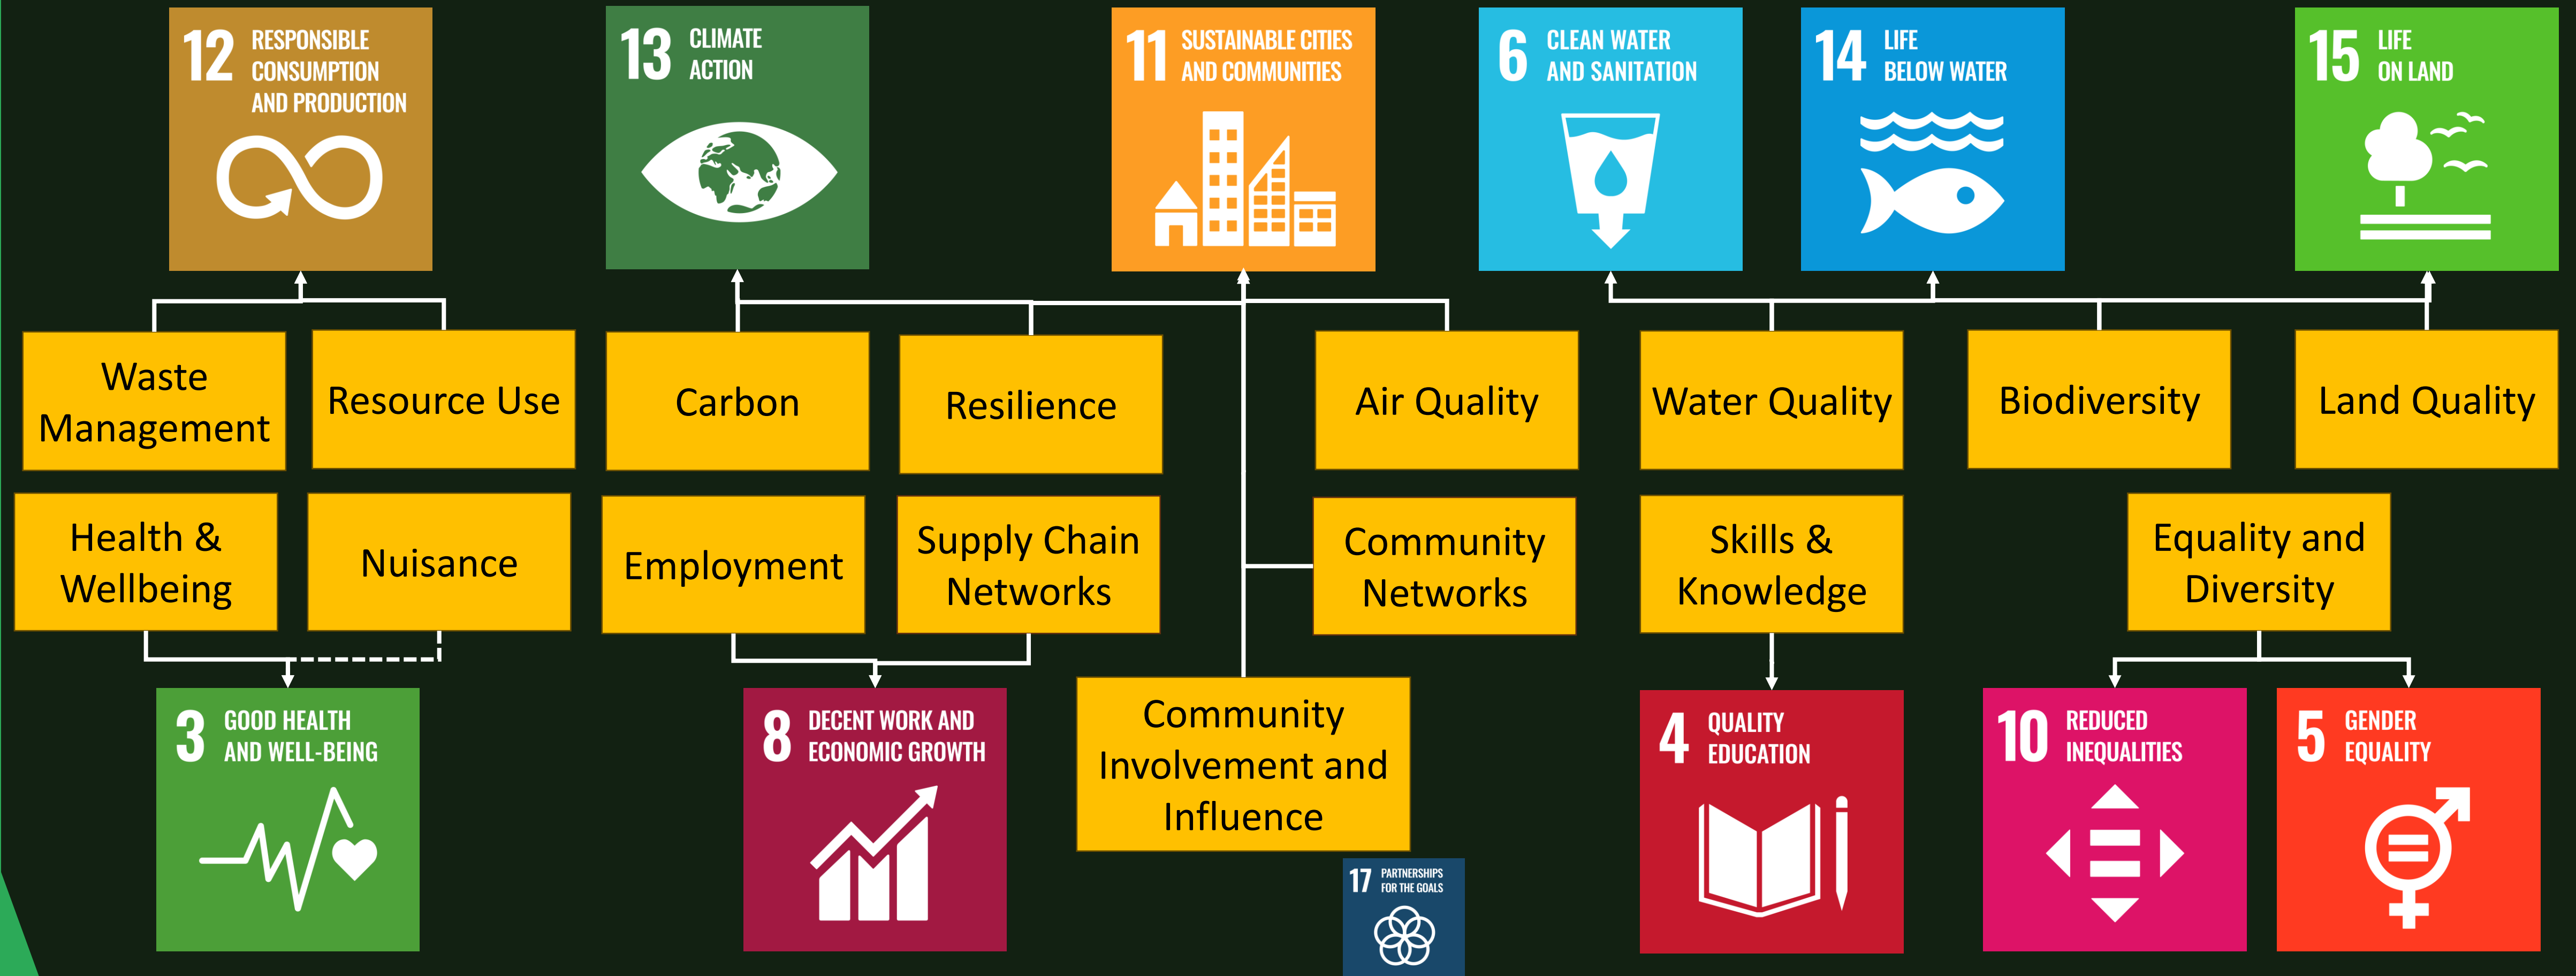 12 RESPONSIBLE
CONSUMPTION
AND PRODUCTION
13 CLIMATE
ACTION
11 SUSTAINABLE CITIES
AND COMMUNITIES
6 CLEAN WATER
AND SANITATION
14 LIFE
BELOW WATER
15 LIFE
ON LAND
Waste
Management
Resource Use
Carbon
Resilience
Air Quality
Water Quality
Biodiversity
Land Quality
Health &
Wellbeing
Nuisance
Employment
Supply Chain
Networks
Community
Networks
Skills &
Knowledge
Equality and
Diversity
3 GOOD HEALTH
AND WELL-BEING
8 DECENT WORK AND
ECONOMIC GROWTH
Community
Involvement and
Influence
17 PARTNERSHIPS
FOR THE GOALS
4 QUALITY
EDUCATION
10 REDUCED
INEQUALITIES
5 GENDER
EQUALITY